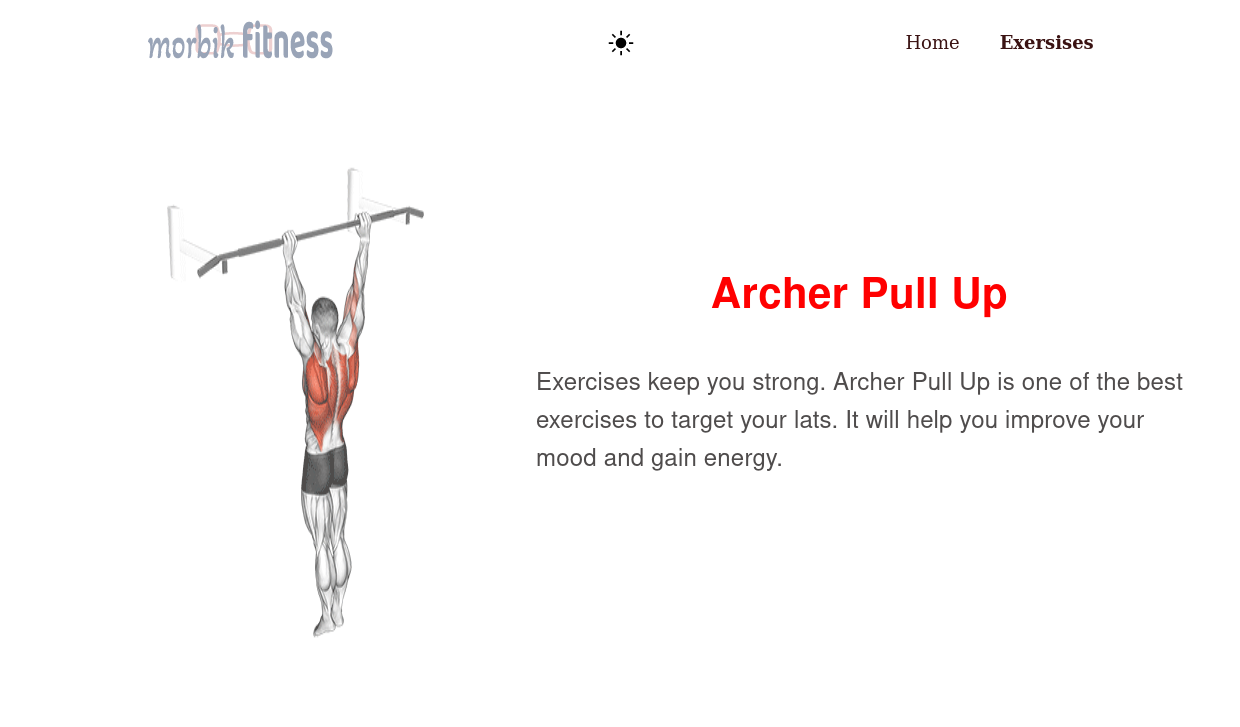 morbik fitness
Home
Exersises
Archer Pull Up
Exercises keep you strong. Archer Pull Up is one of the best
exercises to target your lats. It will help you improve your
mood and gain energy.